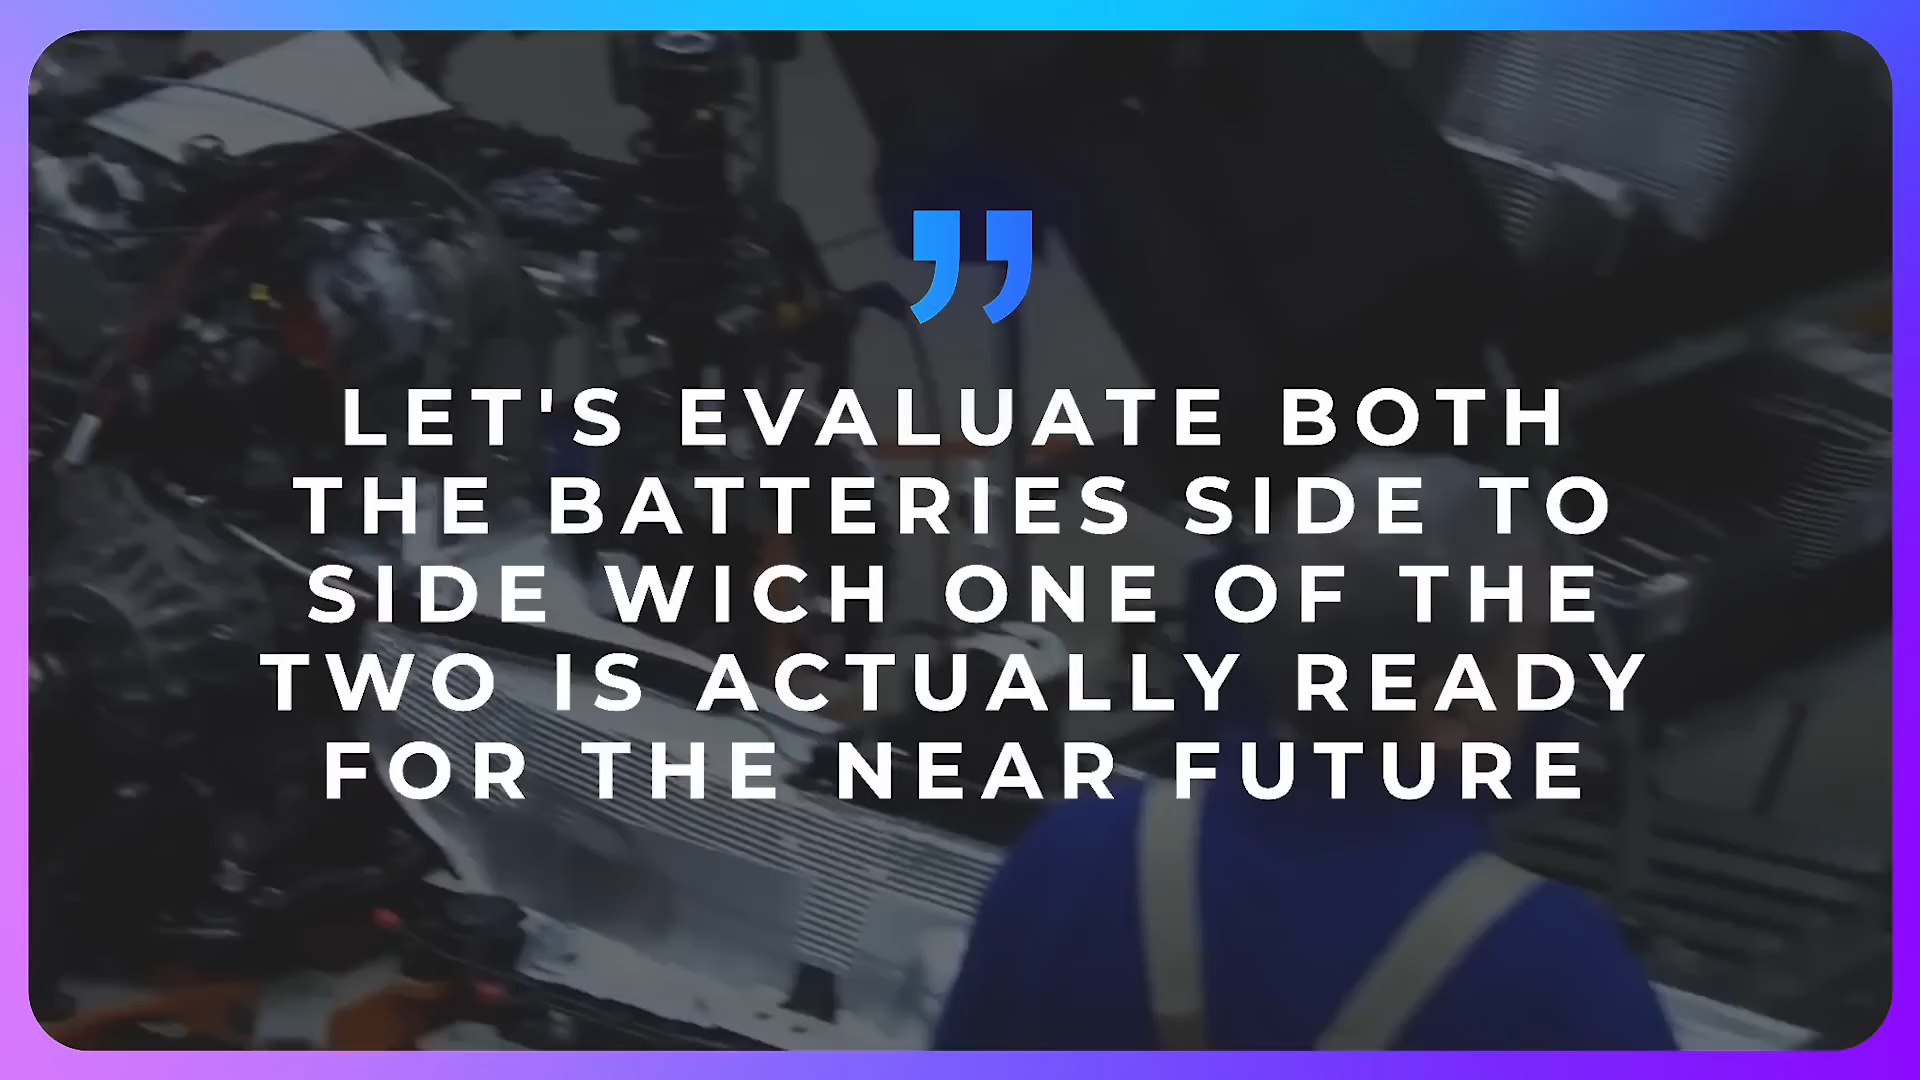 LET'S EVALUATE BOTH
THE BATTERIES SIDE TO
SIDE WICH ONE OF THE
TWO IS ACTUALLY READY
FOR THE NEAR FUTURE